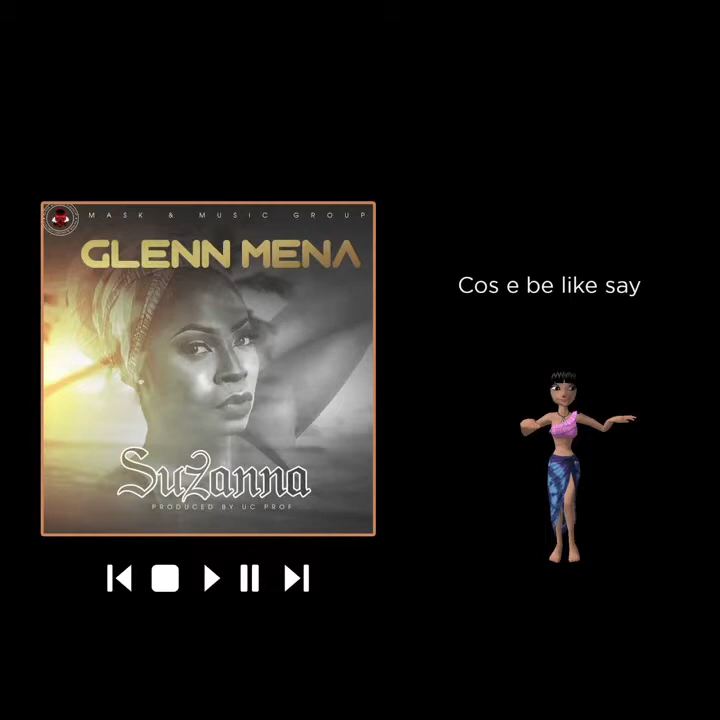 MASK & MUSIC GROUP
GLENN MENA
Suzanna
PRODUCED BY UC PROF
Cos e be like say